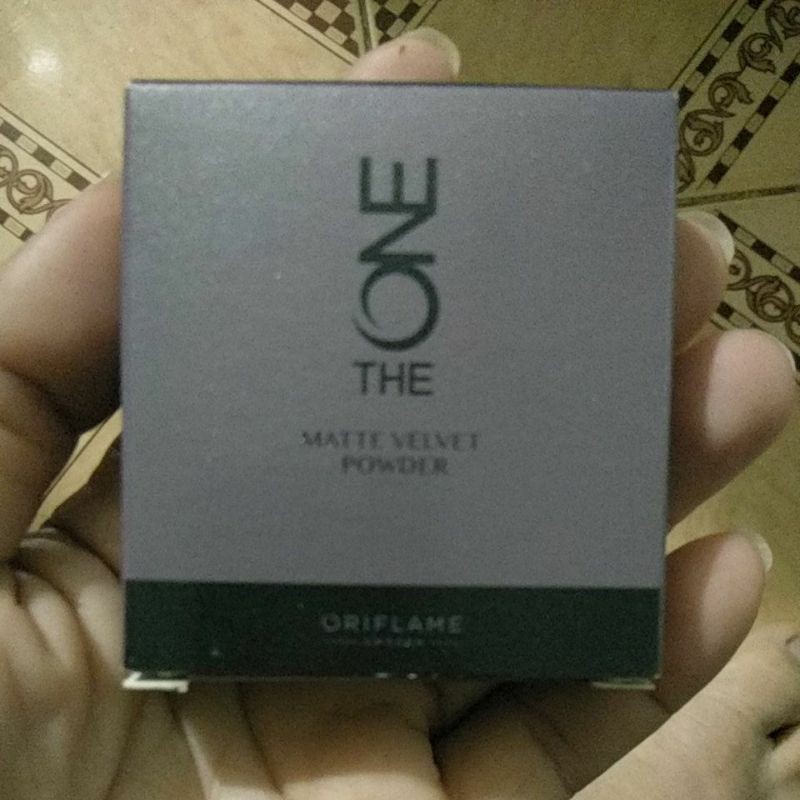 THE ONE
MATTE VELVET
POWDER
ORIFLAME